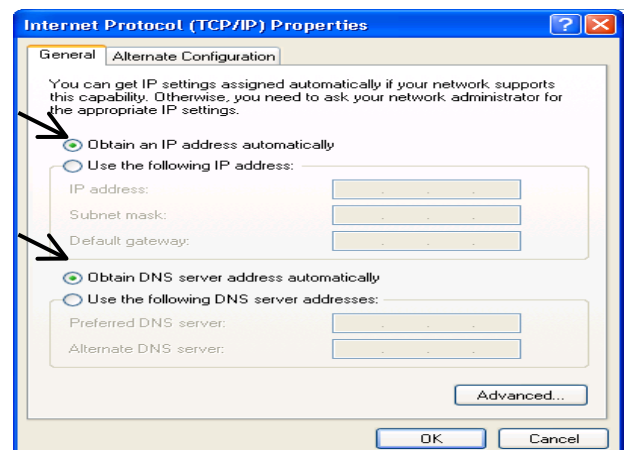 Internet Protocol (TCP/IP) Properties
General
Alternate Configuration
You can get IP settings assigned automatically if your network supports
this capability. Otherwise, you need to ask your network administrator for
the appropriate IP settings.
Obtain an IP address automatically
Use the following IP address:
IP address:
Subnet mask:
Default gateway:
Obtain DNS server address automatically
Use the following DNS server addresses:
Preferred DNS server:
Alternate DNS server:
Advanced...
OK
Cancel